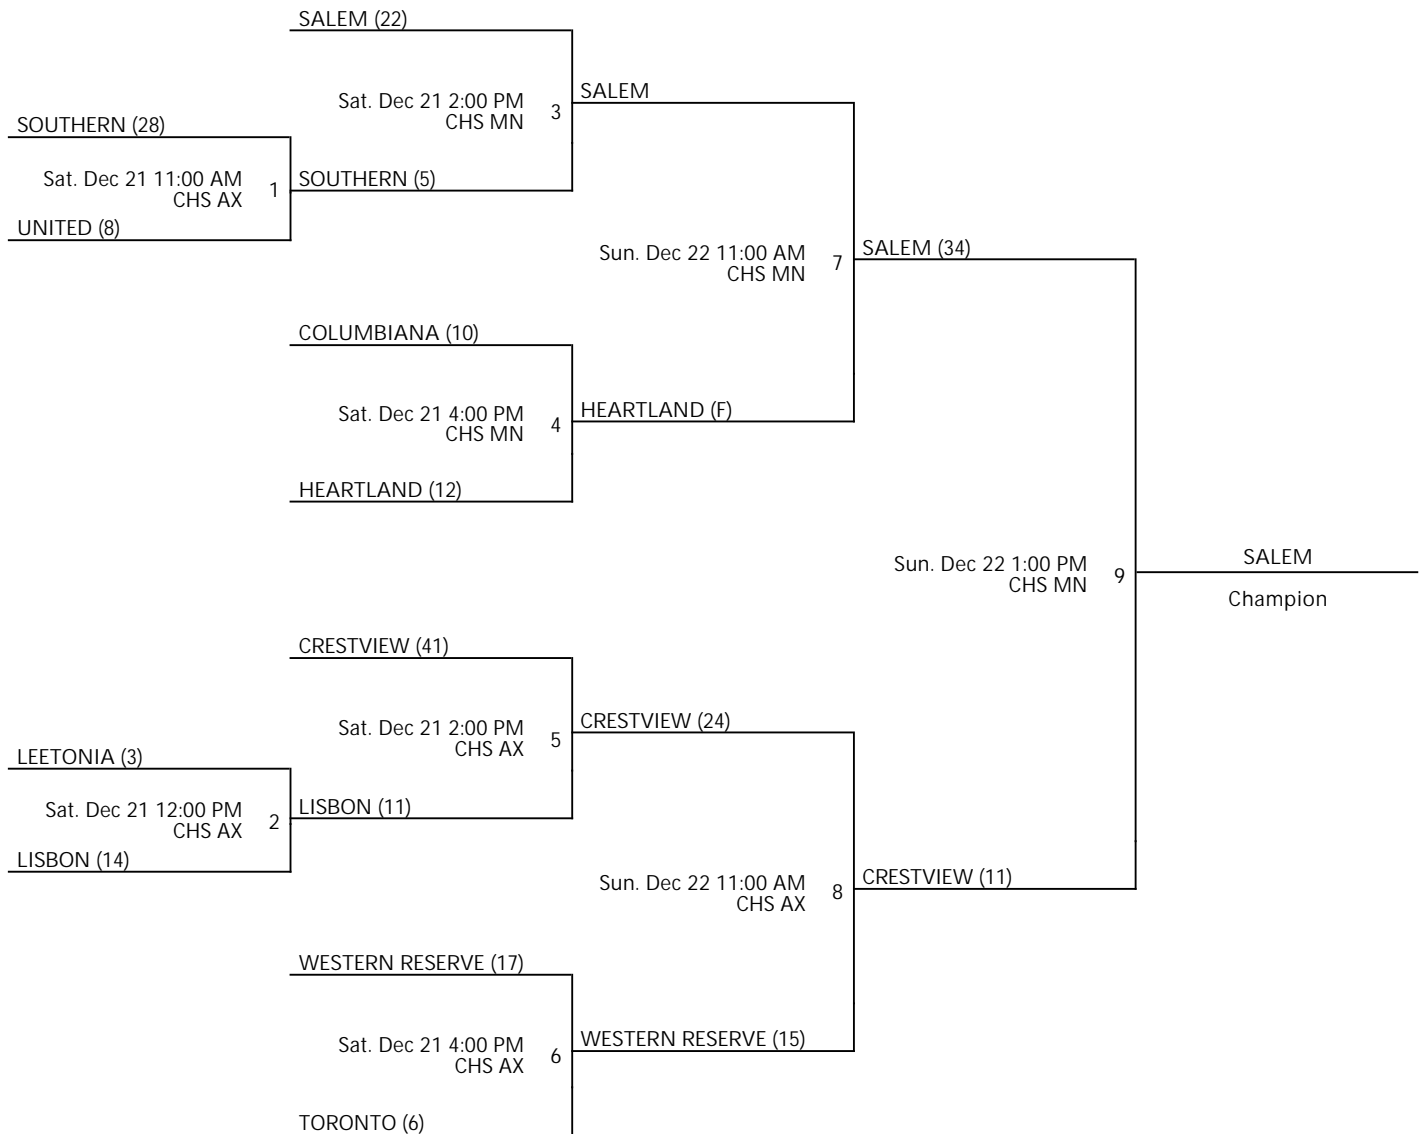 SALEM (22)
Sat. Dec 21 2:00 PM
CHS MN
3
SALEM
SOUTHERN (28)
Sat. Dec 21 11:00 AM
CHS AX
1
SOUTHERN (5)
UNITED (8)
Sun. Dec 22 11:00 AM
CHS MN
7
SALEM (34)
COLUMBIANA (10)
Sat. Dec 21 4:00 PM
CHS MN
4
HEARTLAND (F)
HEARTLAND (12)
Sun. Dec 22 1:00 PM
CHS MN
9
SALEM
Champion
CRESTVIEW (41)
Sat. Dec 21 2:00 PM
CHS AX
5
CRESTVIEW (24)
LEETONIA (3)
Sat. Dec 21 12:00 PM
CHS AX
2
LISBON (11)
LISBON (14)
Sun. Dec 22 11:00 AM
CHS AX
8
CRESTVIEW (11)
WESTERN RESERVE (17)
Sat. Dec 21 4:00 PM
CHS AX
6
WESTERN RESERVE (15)
TORONTO (6)